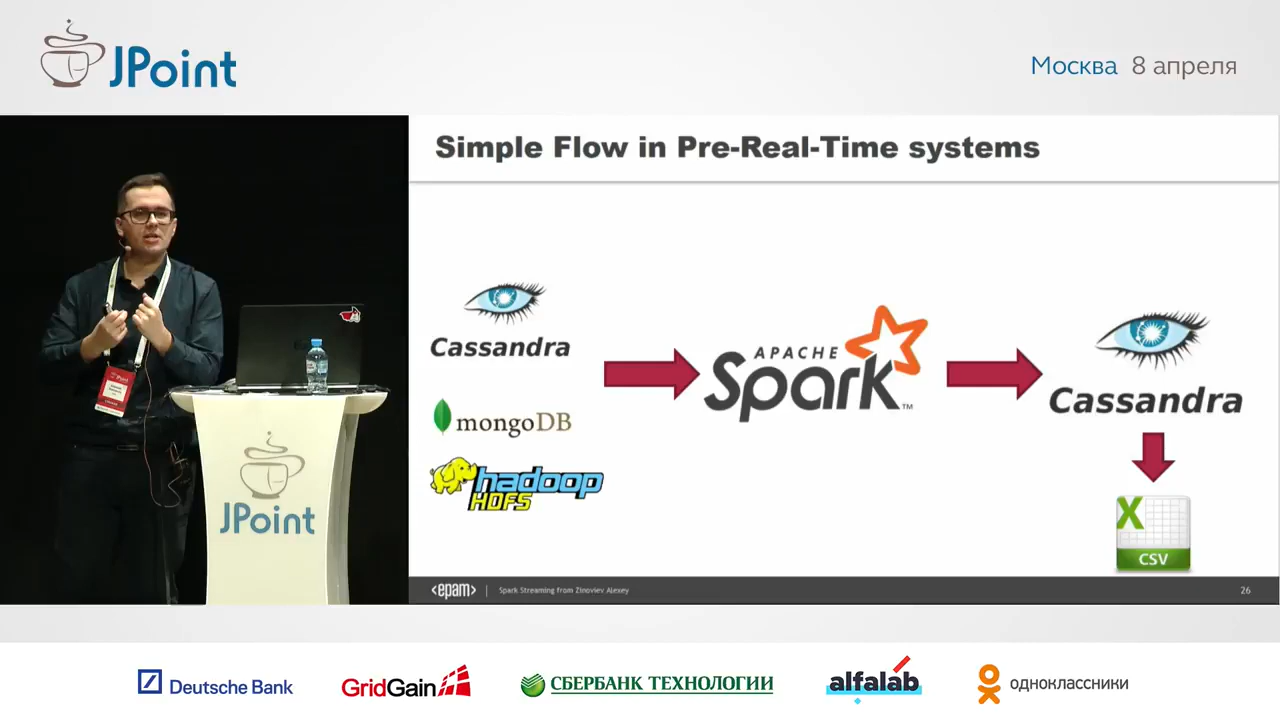 JPoint
Москва 8 апреля
Simple Flow in Pre-Real-Time systems
Cassandra
mongoDB
hadoop
HDFS
APACHE
Spark™
Cassandra
X
CSV
JPoint
<epam> | Spark Streaming from Zinoviev Alexey
26
Deutsche Bank
GridGain
СБЕРБАНК ТЕХНОЛОГИИ
alfalab
одноклассники